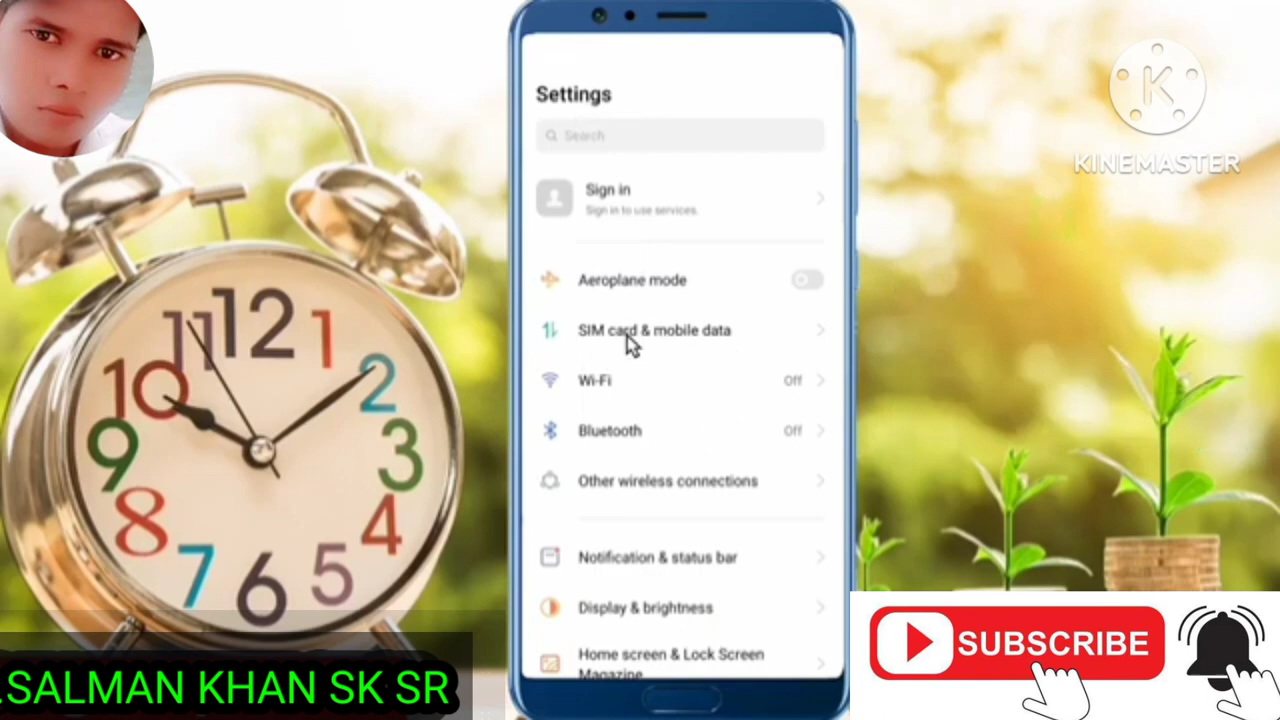 12
11
1
10
2
9
3
8
4
7
5
6
Settings
Search
Sign in
Sign in to use services.
Aeroplane mode
SIM card & mobile data
Wi-Fi
Off
Bluetooth
Off
Other wireless connections
Notification & status bar
Display & brightness
Home screen & Lock Screen
Magazine
K
KINEMASTER
SUBSCRIBE
.SALMAN KHAN SK SR